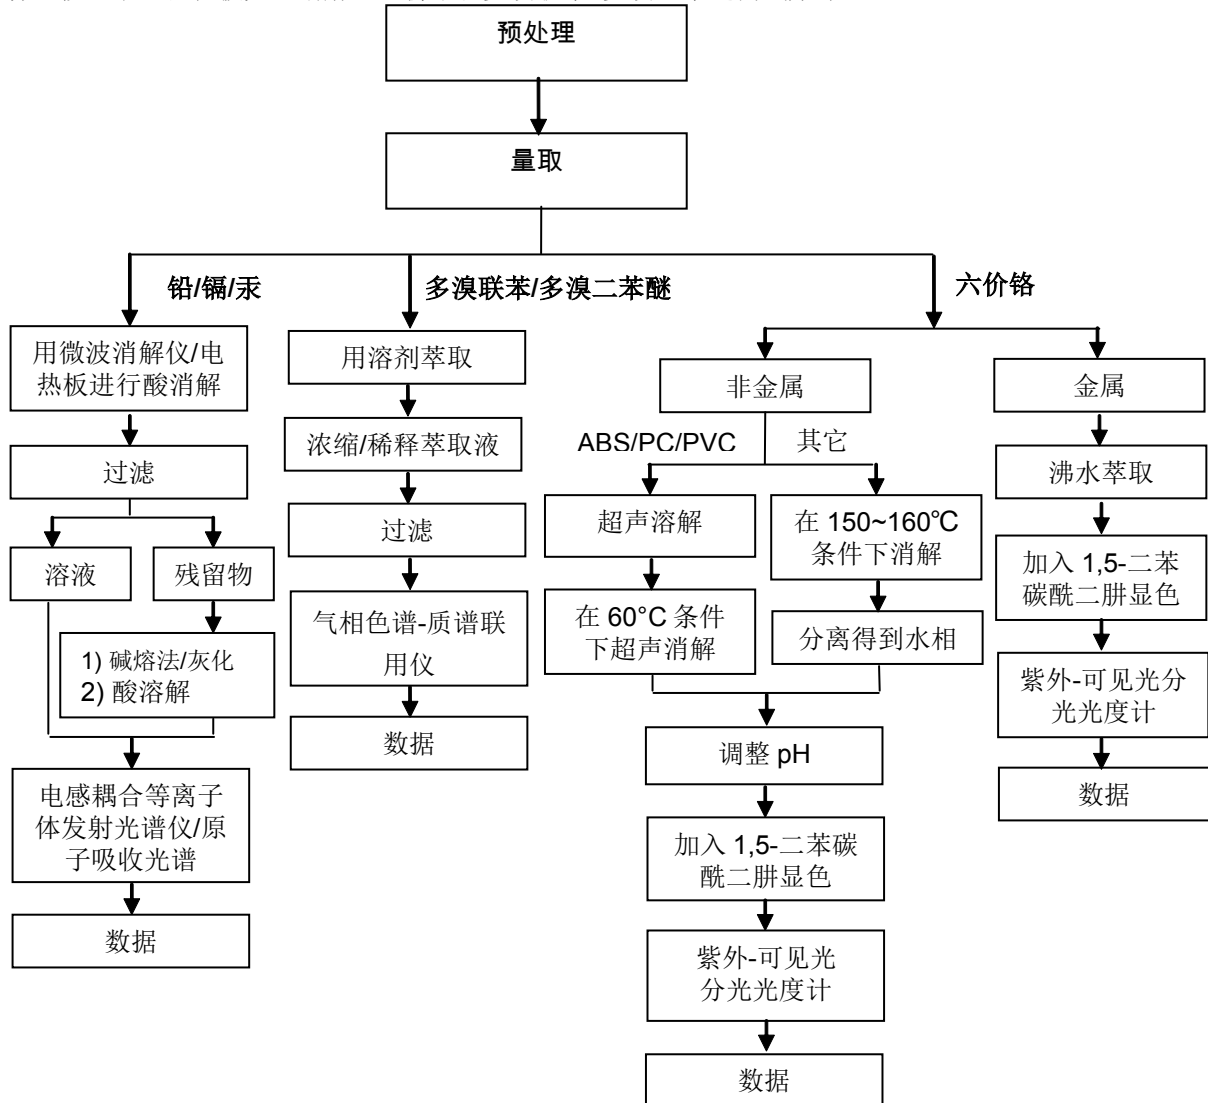 预处理
量取
铅/镉/汞
多溴联苯/多溴二苯醚
六价铬
用微波消解仪/电
热板进行酸消解
过滤
溶液
残留物
1) 碱熔法/灰化
2) 酸溶解
电感耦合等离子
体发射光谱仪/原
子吸收光谱
数据
用溶剂萃取
浓缩/稀释萃取液
过滤
气相色谱-质谱联
用仪
数据
非金属
ABS/PC/PVC
其它
超声溶解
在 60°C 条件
下超声消解
在 150~160℃
条件下消解
分离得到水相
调整 pH
加入 1,5-二苯碳
酰二肼显色
紫外-可见光
分光光度计
数据
金属
沸水萃取
加入 1,5-二苯
碳酰二肼显色
紫外-可见光分
光光度计
数据